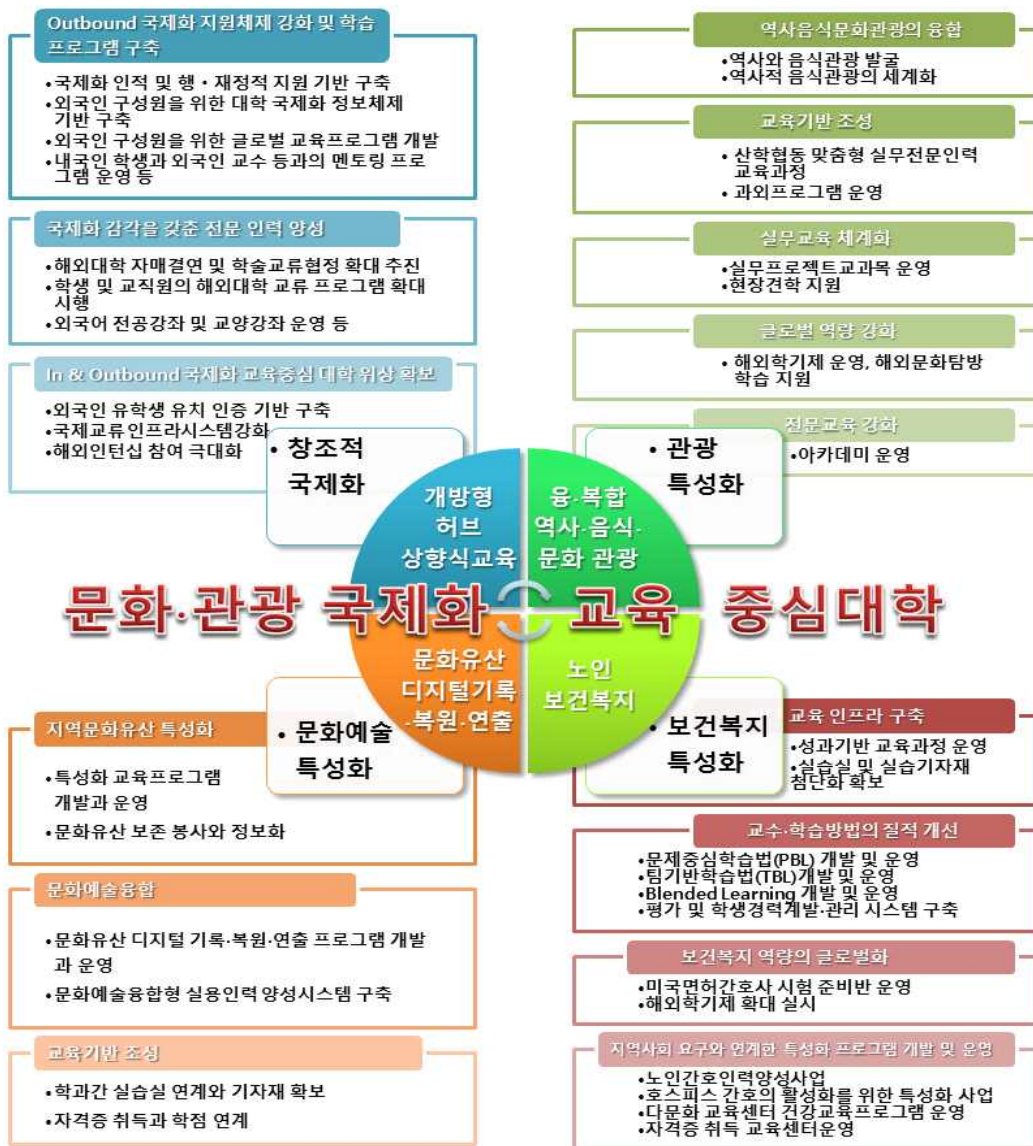 Outbound 국제화 지원체제 강화 및 학습
프로그램 구축
•국제화 인적 및 행·재정적 지원 기반 구축
•외국인 구성원을 위한 대학 국제화 정보체제
기반 구축
•외국인 구성원을 위한 글로벌 교육프로그램 개발
•내국인 학생과 외국인 교수 등과의 멘토링 프로
그램 운영 등
국제화 감각을 갖춘 전문 인력 양성
•해외대학 자매결연 및 학술교류협정 확대 추진
•학생 및 교직원의 해외대학 교류 프로그램 확대
시행
•외국어 전공강좌 및 교양강좌 운영 등
In & Outbound 국제화 교육중심 대학 위상 확보
•외국인 유학생 유치 인증 기반 구축
•국제교류인프라시스템강화
•해외인턴십 참여 극대화
역사음식문화관광의 융합
•역사와 음식관광 발굴
•역사적 음식관광의 세계화
교육기반 조성
• 산학협동 맞춤형 실무전문인력
교육과정
• 과외프로그램 운영
실무교육 체계화
•실무프로젝트교과목 운영
•현장견학 지원
글로벌 역량 강화
• 해외학기제 운영, 해외문화탐방
학습 지원
전문교육 강화
•아카데미 운영
• 창조적
국제화
• 관광
특성화
개방형
허브
상향식교육
융·복합
역사·음식·
문화 관광
문화·관광 국제화 교육 중심대학
문화유산
디지털기록
·복원·연출
노인
보건복지
• 문화예술
특성화
• 보건복지
특성화
지역문화유산 특성화
•특성화 교육프로그램
개발과 운영
•문화유산 보존 봉사와 정보화
문화예술융합
•문화유산 디지털 기록·복원·연출 프로그램 개발
과 운영
•문화예술융합형 실용인력 양성시스템 구축
교육기반 조성
•학과간 실습실 연계와 기자재 확보
•자격증 취득과 학점 연계
교육 인프라 구축
•성과기반 교육과정 운영
•실습실 및 실습기자재
첨단화 확보
교수·학습방법의 질적 개선
•문제중심학습법(PBL) 개발 및 운영
•팀기반학습법(TBL)개발 및 운영
•Blended Learning 개발 및 운영
•평가 및 학생경력계발·관리 시스템 구축
보건복지 역량의 글로벌화
•미국면허간호사 시험 준비반 운영
•해외학기제 확대 실시
지역사회 요구와 연계한 특성화 프로그램 개발 및 운영
•노인간호인력양성사업
•호스피스 간호의 활성화를 위한 특성화 사업
•다문화 교육센터 건강교육프로그램 운영
•자격증 취득 교육센터운영